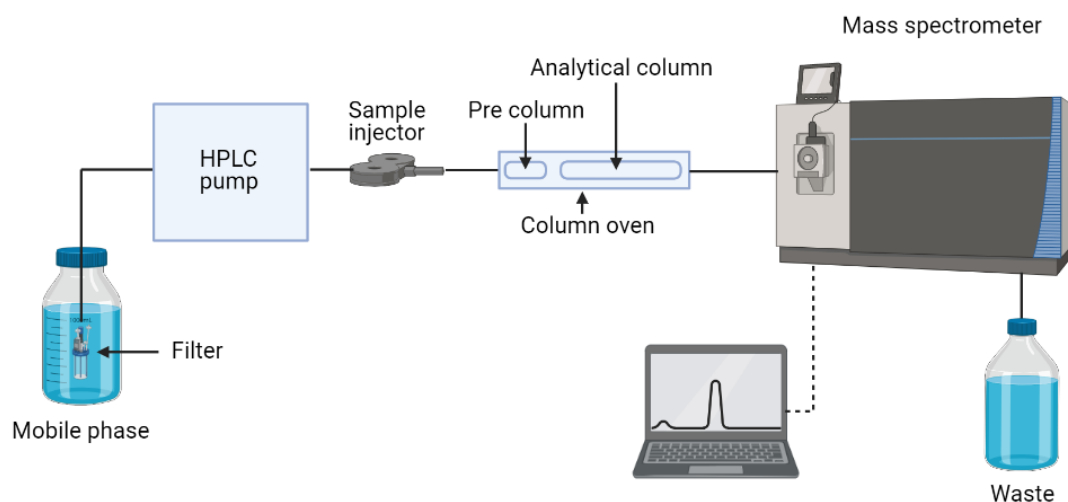 Mass spectrometer
Analytical column
Pre column
Sample
injector
HPLC
pump
Column oven
Filter
Mobile phase
Waste